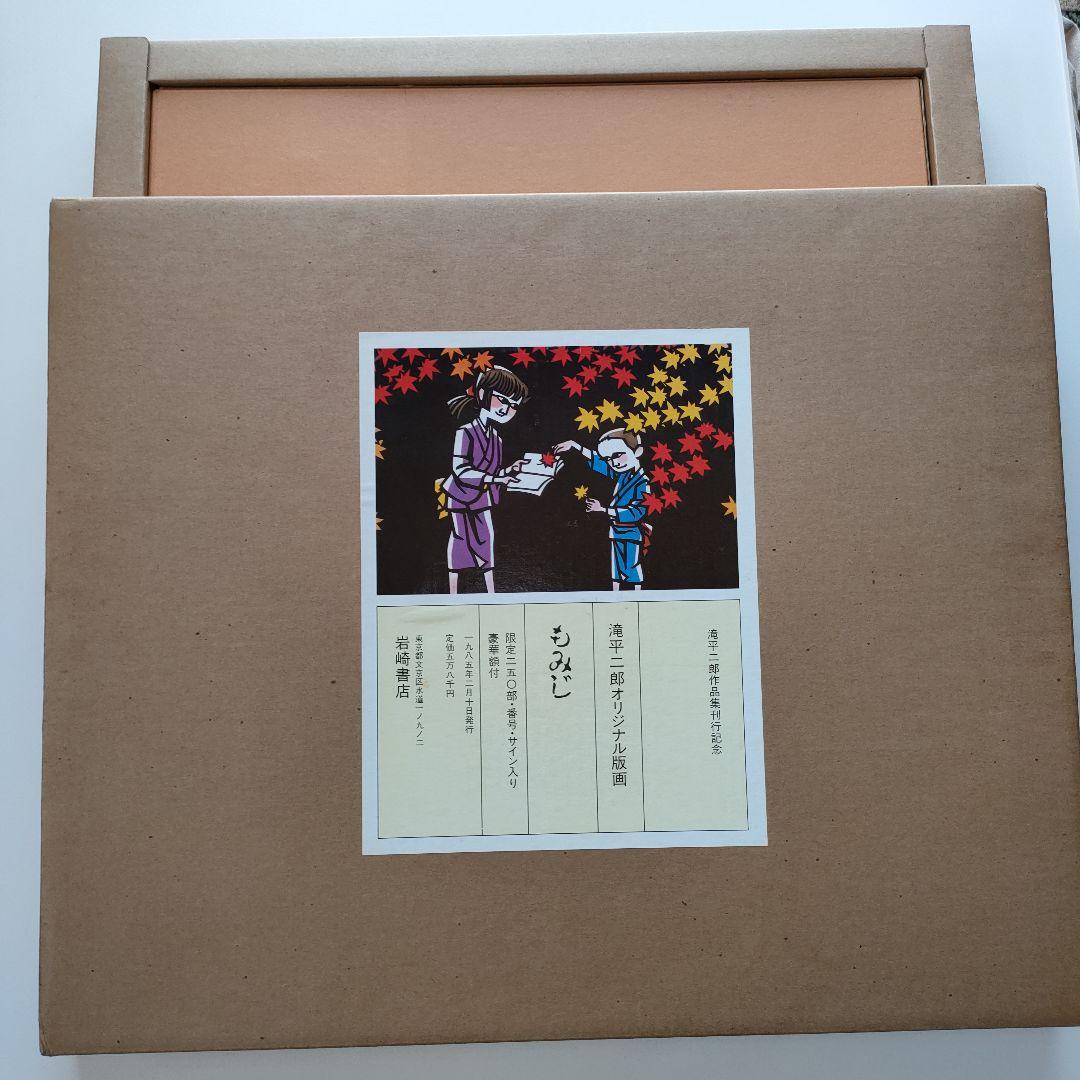 滝平二郎作品集刊行記念
滝平二郎オリジナル版画
もみじ
限定二五〇部・番号・サイン入り
豪華額付
一九八五年二月十日発行
定価五万八千円
東京都文京区水道一ノ九ノ二
岩崎書店